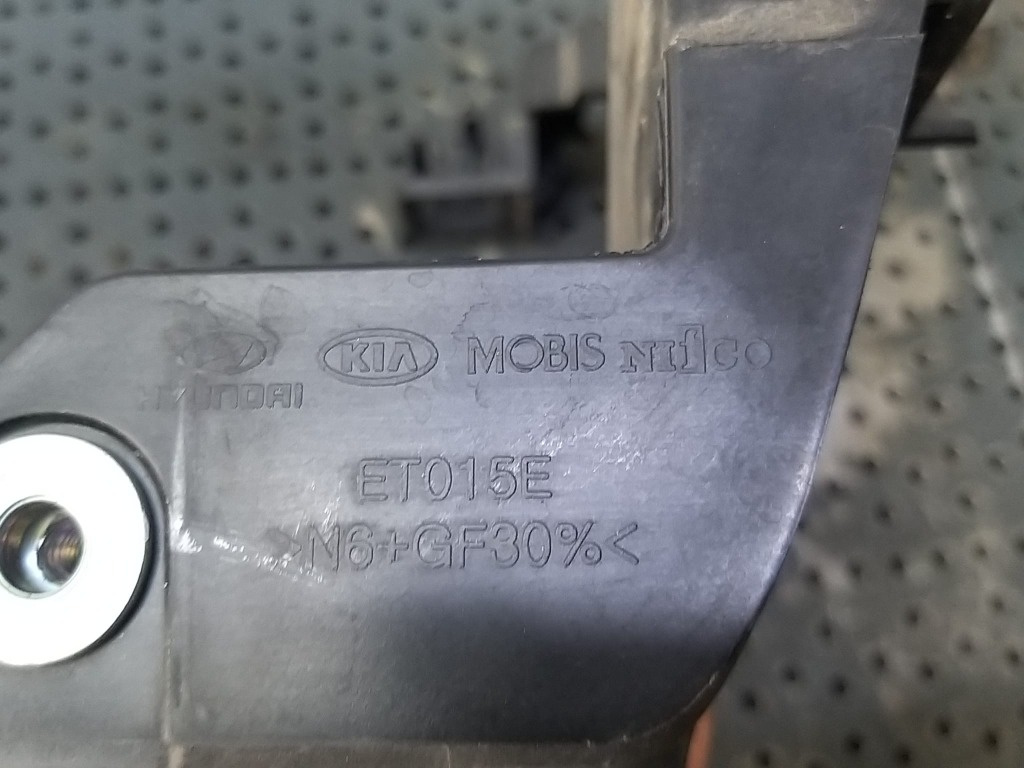 KIA MOBIS NIfCO
HYUNDAI
ET015E
>N6+GF30%<